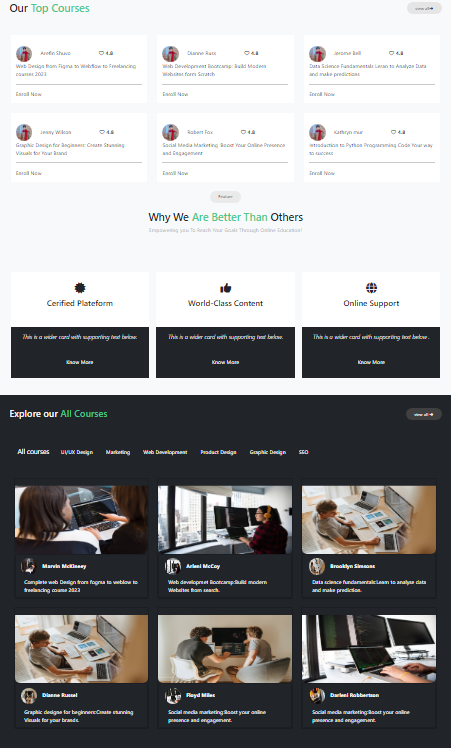 Our Top Courses
view all
Arefin Shuvo 4.8
Dianne Russ 4.8
Jerome Bell 4.8
Web Design from Figma to Webflow to Freelancing
courser 2023
Web Development Bootcamp: Build Modern
Websites form Scratch
Data Science Fundamentals Leran to Analyze Data
and make predictions
Enroll Now
Enroll Now
Enroll Now
Jenny Wilson 4.8
Robert Fox 4.8
Kathryn mur 4.8
Graphic Design for Beginners: Create Stunning
Visuals for Your Brand
Social Media Marketing: Boost Your Online Presence
and Engagement
Introduction to Python Programming Code Your way
to success
Enroll Now
Enroll Now
Enroll Now
Feature
Why We Are Better Than Others
Empowering you To Reach Your Goals Through Online Education!
Cerified Plateform
World-Class Content
Online Support
This is a wider card with supporting text below.
This is a wider card with supporting text below.
This is a wider card with supporting text below .
Know More
Know More
Know More
Explore our All Courses
view all
All courses UI/UX Design Marketing Web Development Product Design Graphic Design SEO
Marvin McKineey
Arleni McCoy
Brooklyn Simsons
Complete web Design from fogma to weblow to
freelancing course 2023
Web developmet Bootcamp:Build modern
Websites from search.
Data science fundamentals:Learn to analyze data
and make prediction.
Dianne Russel
Floyd Miles
Darleni Robbertson
Graphic designe for beginners:Create stunning
Visuals for your brands.
Social media marketing:Boost your online
presence and engagement.
Social media marketing:Boost your online
presence and engagement.